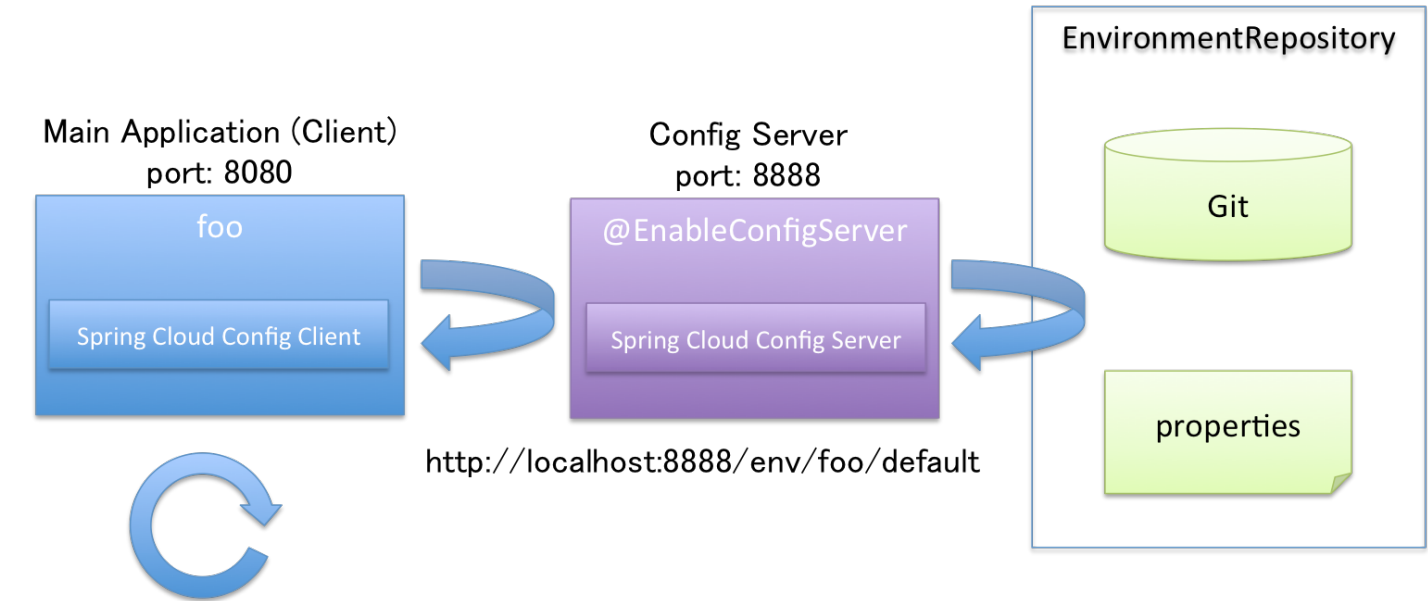 EnvironmentRepository
Main Application (Client)
port: 8080
foo
Spring Cloud Config Client
Config Server
port: 8888
@EnableConfigServer
Spring Cloud Config Server
http://localhost:8888/env/foo/default
Git
properties